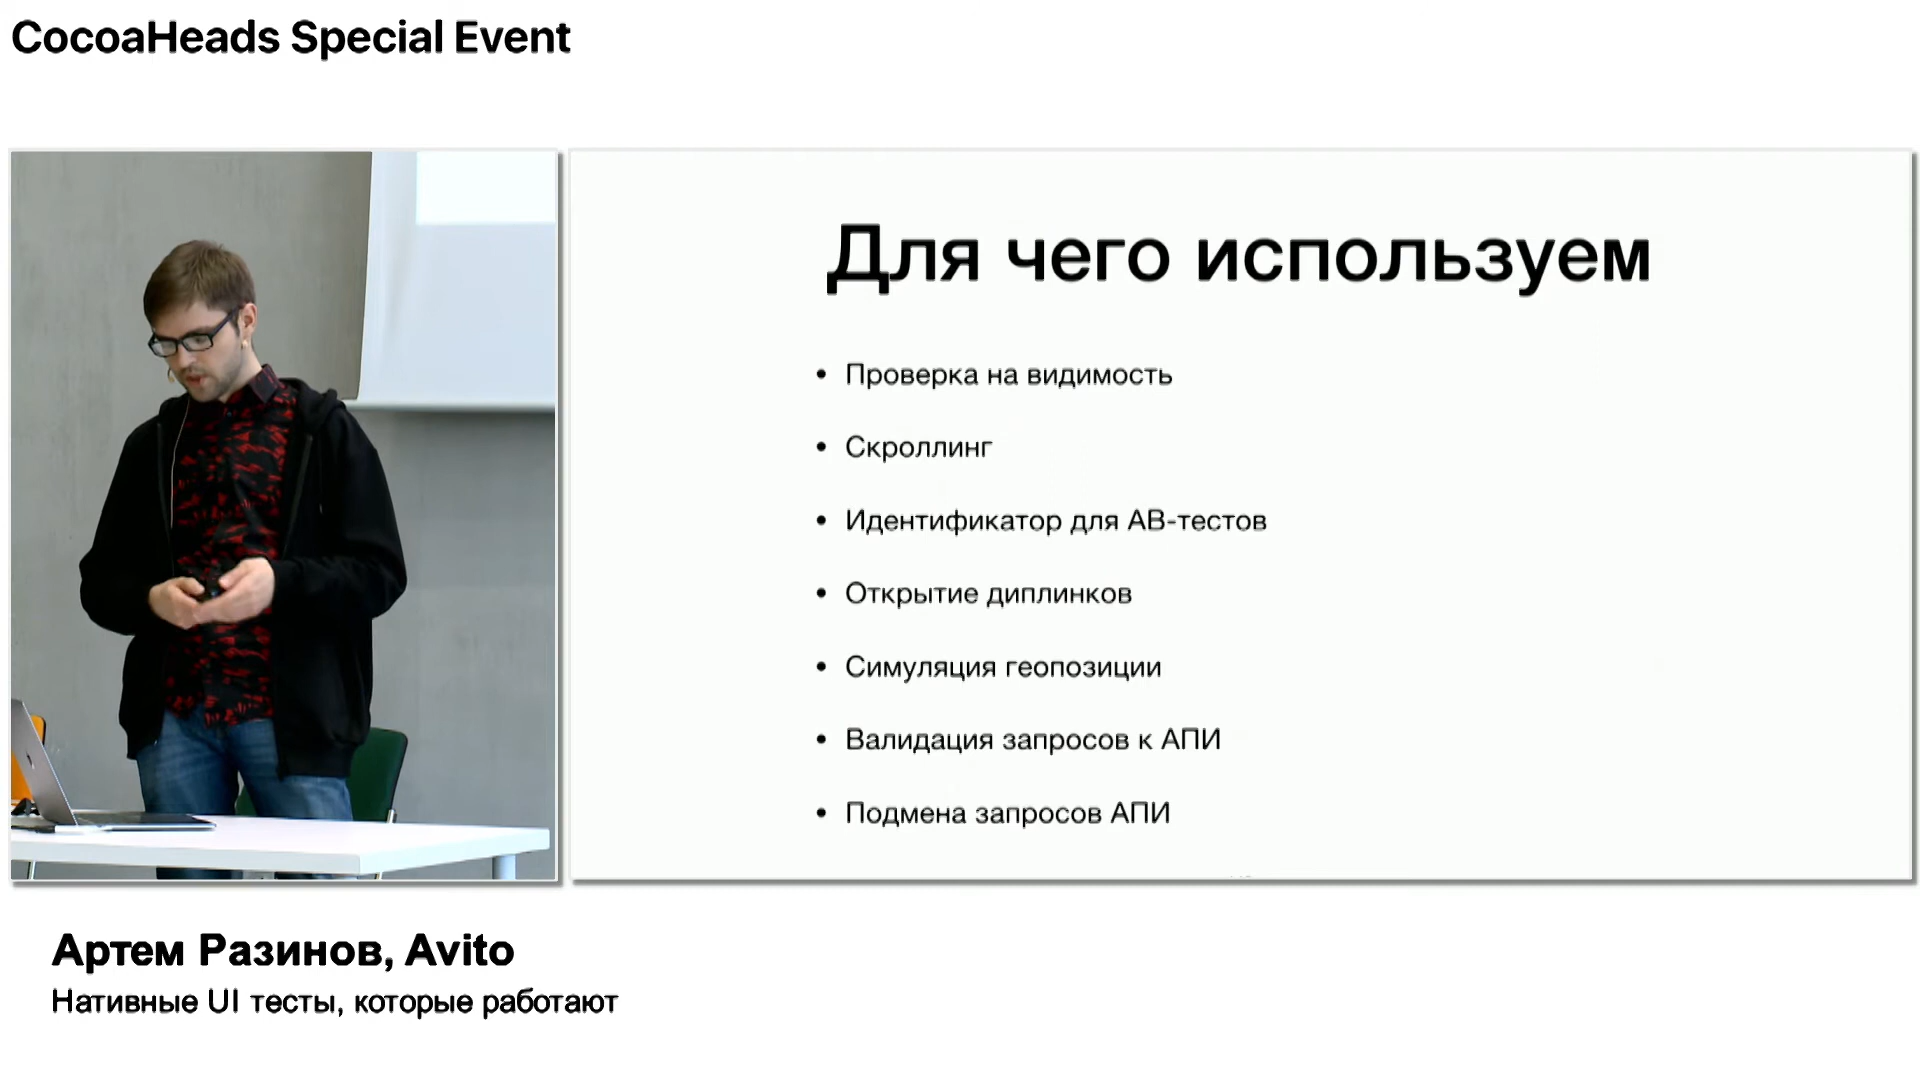 CocoaHeads Special Event
Для чего используем
• Проверка на видимость
• Скроллинг
• Идентификатор для АВ-тестов
• Открытие диплинков
• Симуляция геопозиции
• Валидация запросов к АПИ
• Подмена запросов АПИ
Артем Разинов, Avito
Нативные UI тесты, которые работают